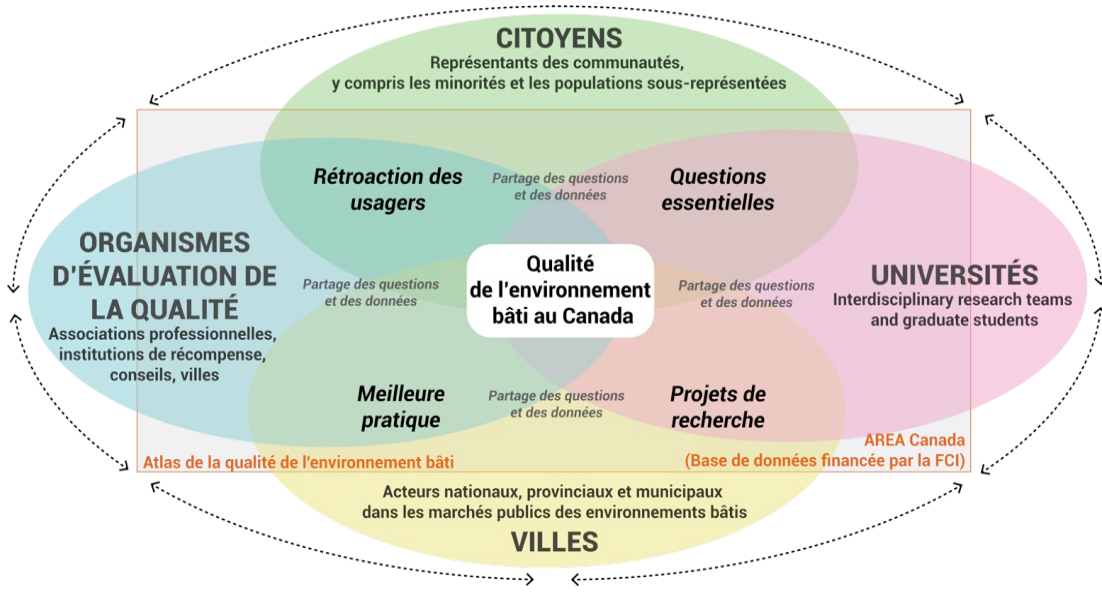 CITOYENS
Représentants des communautés,
y compris les minorités et les populations sous-représentées
Rétroaction des
usagers
Partage des questions
et des données
Questions
essentielles
ORGANISMES
D'ÉVALUATION DE
LA QUALITÉ
Associations professionnelles,
institutions de récompense,
conseils, villes
Partage des questions
et des données
Qualité
de l'environnement
bâti au Canada
Partage des questions
et des données
UNIVERSITÉS
Interdisciplinary research teams
and graduate students
Meilleure
pratique
Partage des questions
et des données
Projets de
recherche
Atlas de la qualité de l'environnement bâti
AREA Canada
(Base de données financée par la FCI)
Acteurs nationaux, provinciaux et municipaux
dans les marchés publics des environnements bâtis
VILLES